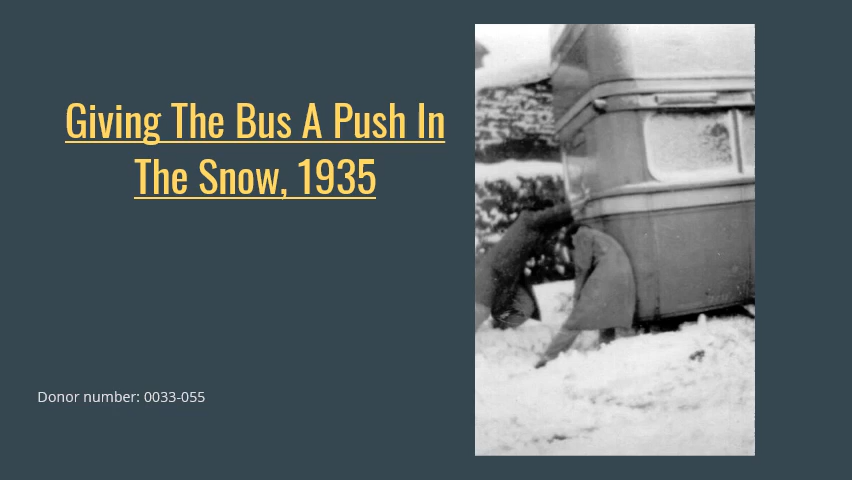 Giving The Bus A Push In
The Snow, 1935
Donor number: 0033-055